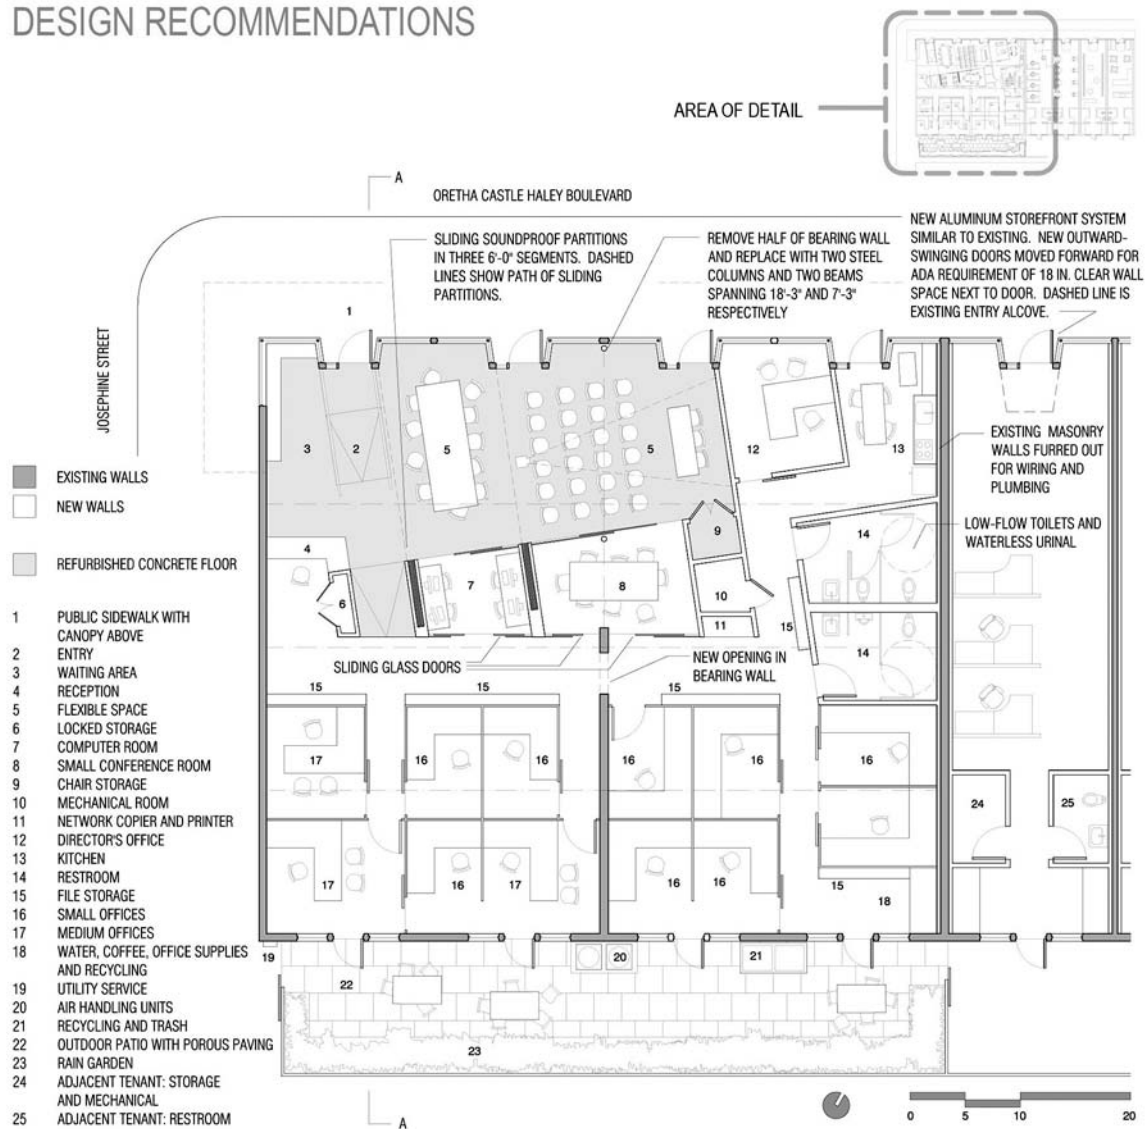 DESIGN RECOMMENDATIONS
AREA OF DETAIL
A
ORETHA CASTLE HALEY BOULEVARD
SLIDING SOUNDPROOF PARTITIONS
IN THREE 6'-0" SEGMENTS. DASHED
LINES SHOW PATH OF SLIDING
PARTITIONS.
REMOVE HALF OF BEARING WALL
AND REPLACE WITH TWO STEEL
COLUMNS AND TWO BEAMS
SPANNING 18'-3" AND 7'-3"
RESPECTIVELY
NEW ALUMINUM STOREFRONT SYSTEM
SIMILAR TO EXISTING. NEW OUTWARD-
SWINGING DOORS MOVED FORWARD FOR
ADA REQUIREMENT OF 18 IN. CLEAR WALL
SPACE NEXT TO DOOR. DASHED LINE IS
EXISTING ENTRY ALCOVE.
JOSEPHINE STREET
1
3
2
5
5
12
13
EXISTING MASONRY
WALLS FURRED OUT
FOR WIRING AND
PLUMBING
LOW-FLOW TOILETS AND
WATERLESS URINAL
9
14
4
7
8
6
10
11
15
14
SLIDING GLASS DOORS
NEW OPENING IN
BEARING WALL
15
15
15
17
16
16
16
16
16
24
25
17
16
17
16
16
15
18
19
20
21
22
23
EXISTING WALLS
NEW WALLS
REFURBISHED CONCRETE FLOOR
1 PUBLIC SIDEWALK WITH
CANOPY ABOVE
2 ENTRY
3 WAITING AREA
4 RECEPTION
5 FLEXIBLE SPACE
6 LOCKED STORAGE
7 COMPUTER ROOM
8 SMALL CONFERENCE ROOM
9 CHAIR STORAGE
10 MECHANICAL ROOM
11 NETWORK COPIER AND PRINTER
12 DIRECTOR'S OFFICE
13 KITCHEN
14 RESTROOM
15 FILE STORAGE
16 SMALL OFFICES
17 MEDIUM OFFICES
18 WATER, COFFEE, OFFICE SUPPLIES
AND RECYCLING
19 UTILITY SERVICE
20 AIR HANDLING UNITS
21 RECYCLING AND TRASH
22 OUTDOOR PATIO WITH POROUS PAVING
23 RAIN GARDEN
24 ADJACENT TENANT: STORAGE
AND MECHANICAL
25 ADJACENT TENANT: RESTROOM
A
0 5 10 20